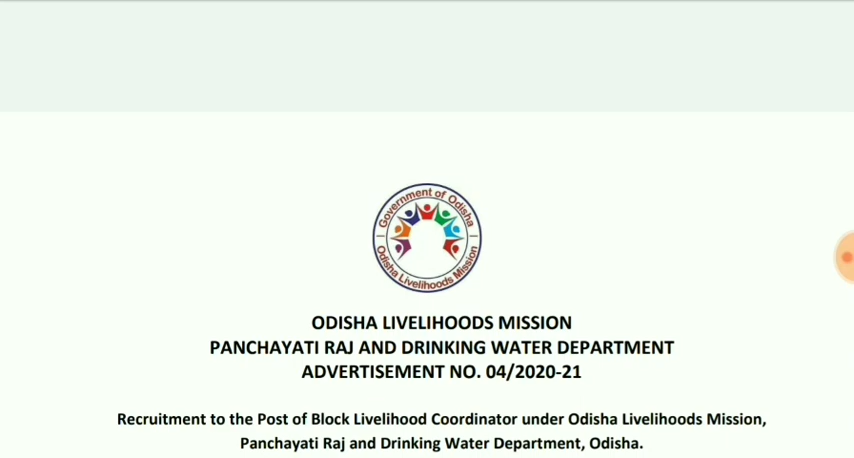 Government of Odisha
Odisha Livelihoods Mission
ODISHA LIVELIHOODS MISSION
PANCHAYATI RAJ AND DRINKING WATER DEPARTMENT
ADVERTISEMENT NO. 04/2020-21
Recruitment to the Post of Block Livelihood Coordinator under Odisha Livelihoods Mission,
Panchayati Raj and Drinking Water Department, Odisha.